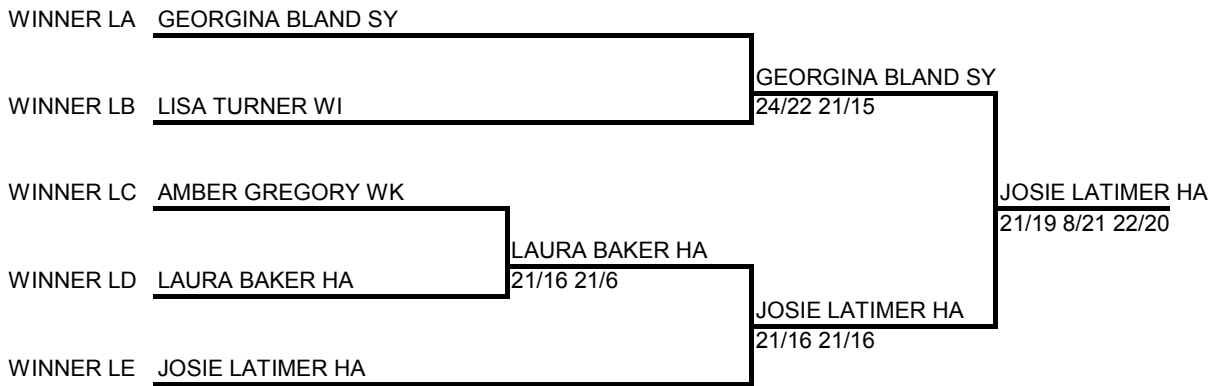 WINNER LA GEORGINA BLAND SY
GEORGINA BLAND SY
WINNER LB LISA TURNER WI
24/22 21/15
WINNER LC AMBER GREGORY WK
JOSIE LATIMER HA
21/19 8/21 22/20
LAURA BAKER HA
WINNER LD LAURA BAKER HA
21/16 21/6
JOSIE LATIMER HA
21/16 21/16
WINNER LE JOSIE LATIMER HA